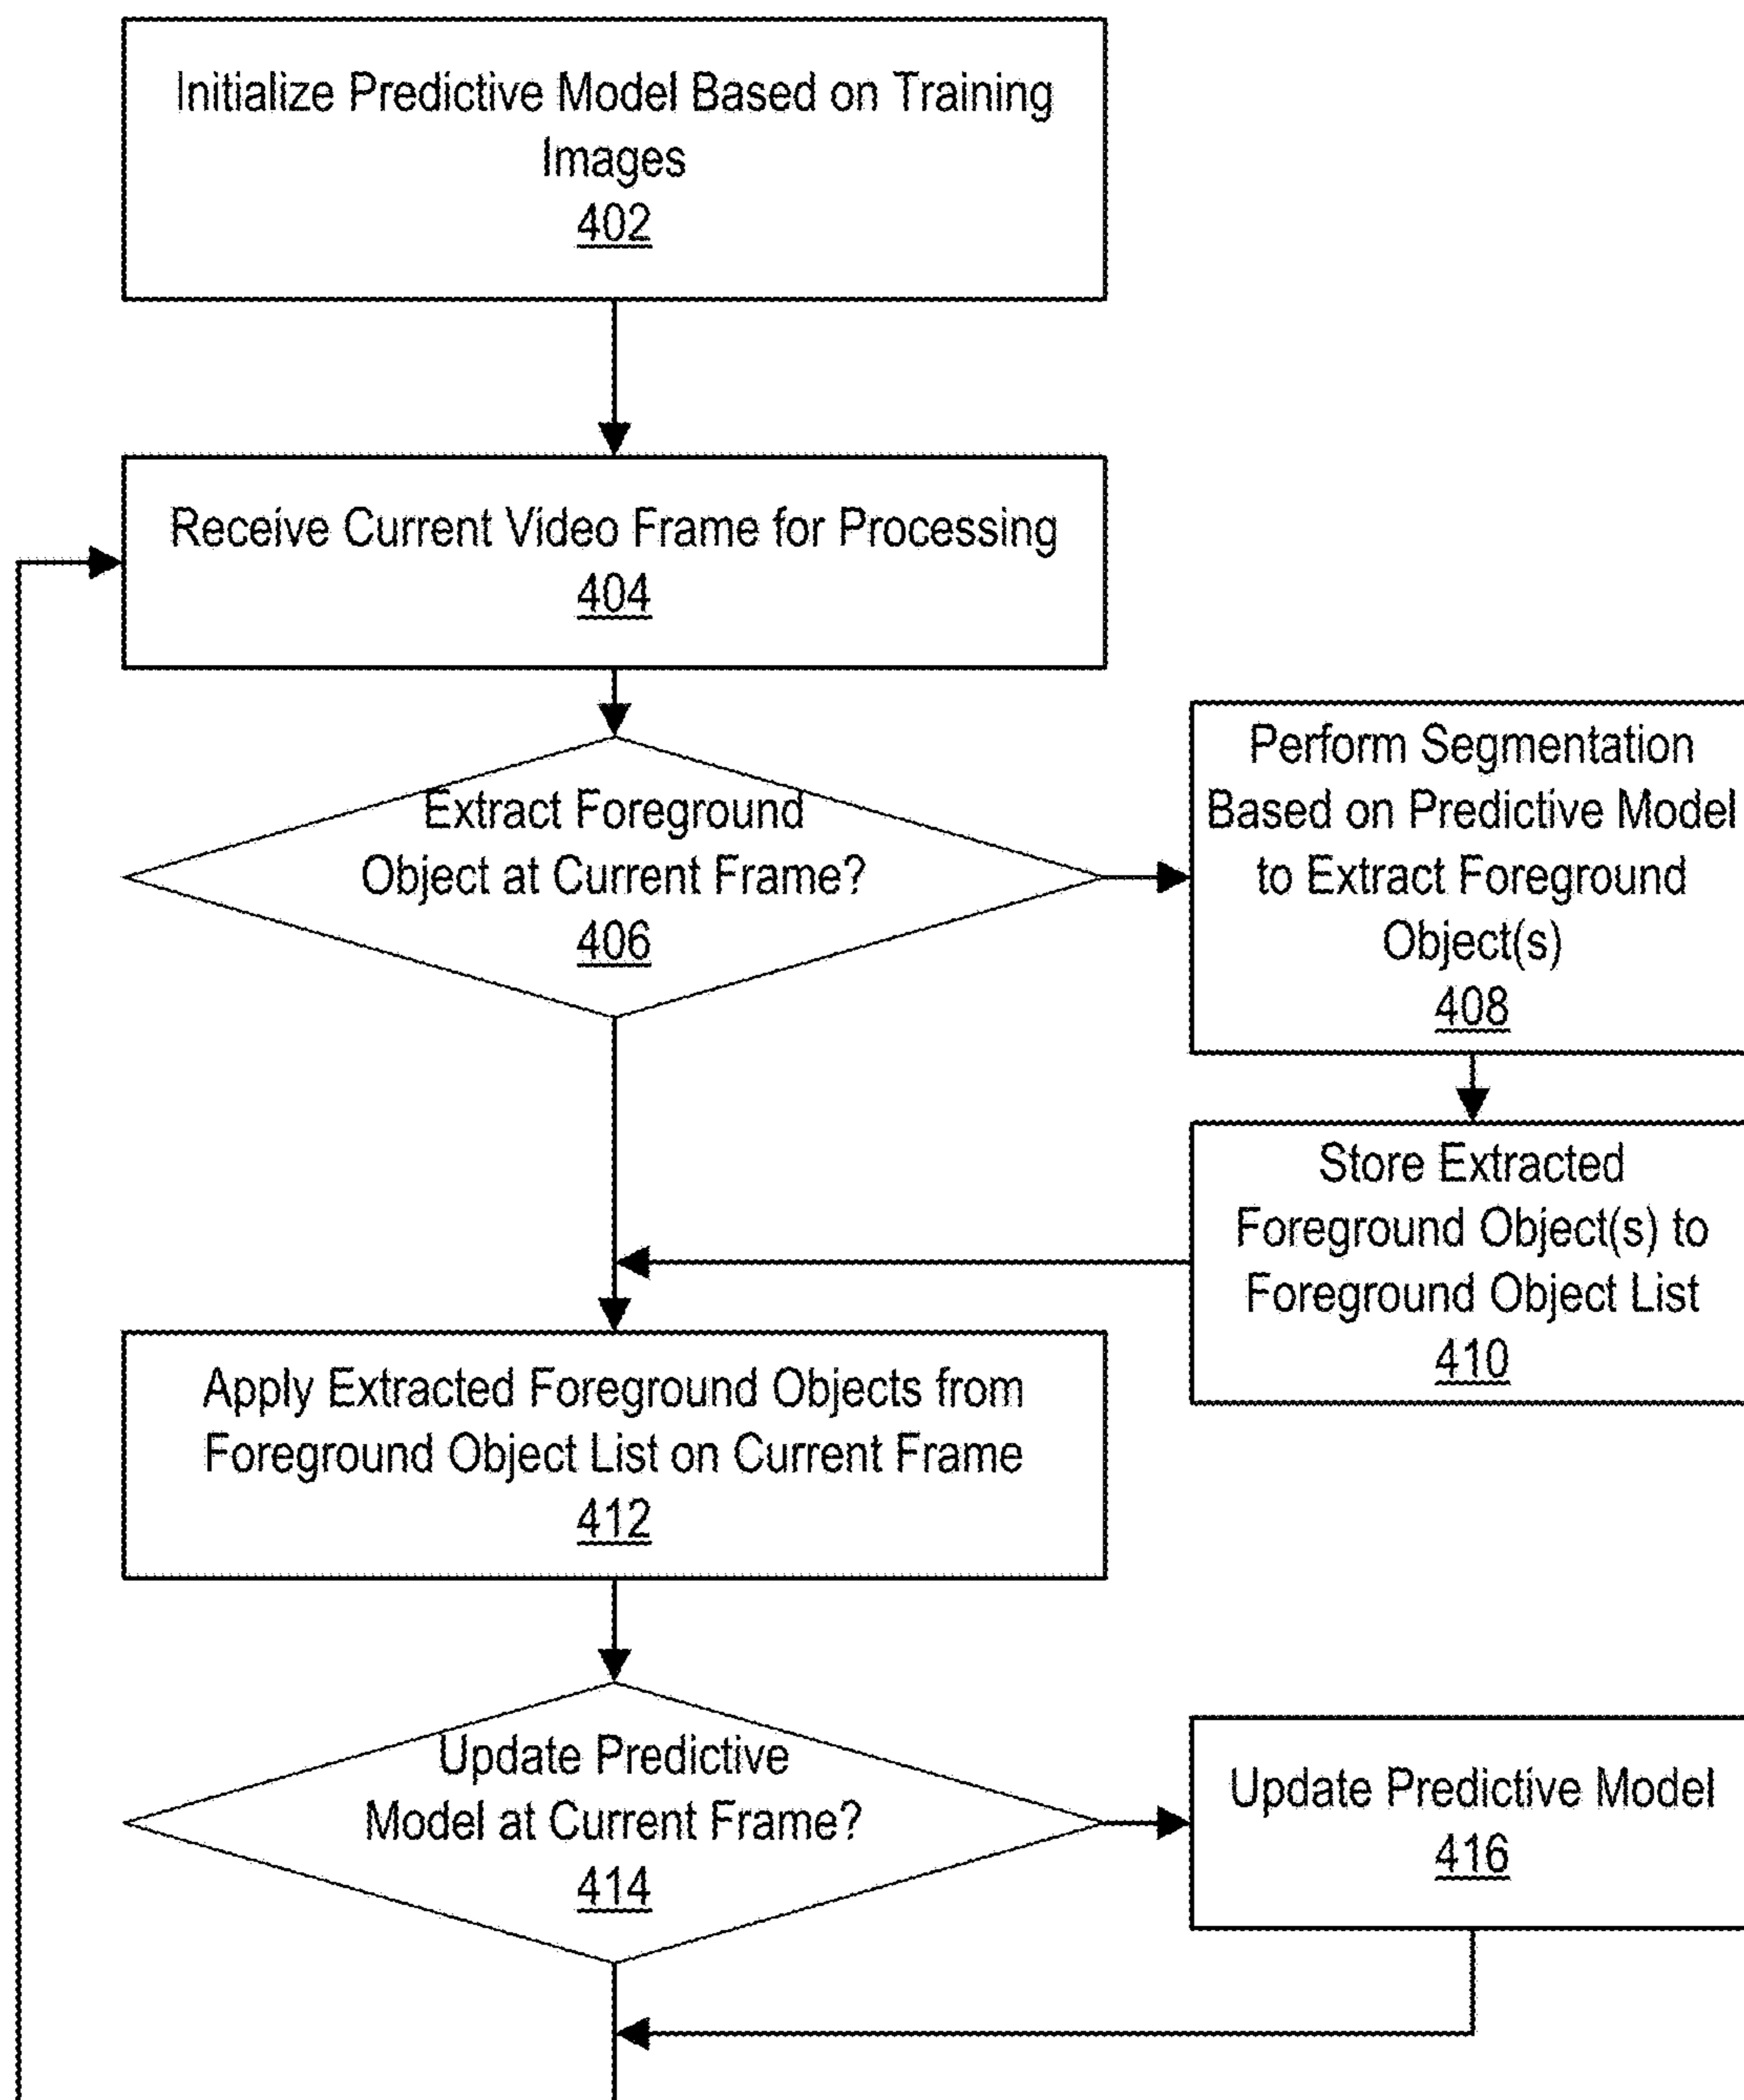 Initialize Predictive Model Based on Training
Images
402
Receive Current Video Frame for Processing
404
Extract Foreground
Object at Current Frame?
406
Perform Segmentation
Based on Predictive Model
to Extract Foreground
Object(s)
408
Store Extracted
Foreground Object(s) to
Foreground Object List
410
Apply Extracted Foreground Objects from
Foreground Object List on Current Frame
412
Update Predictive
Model at Current Frame?
414
Update Predictive Model
416